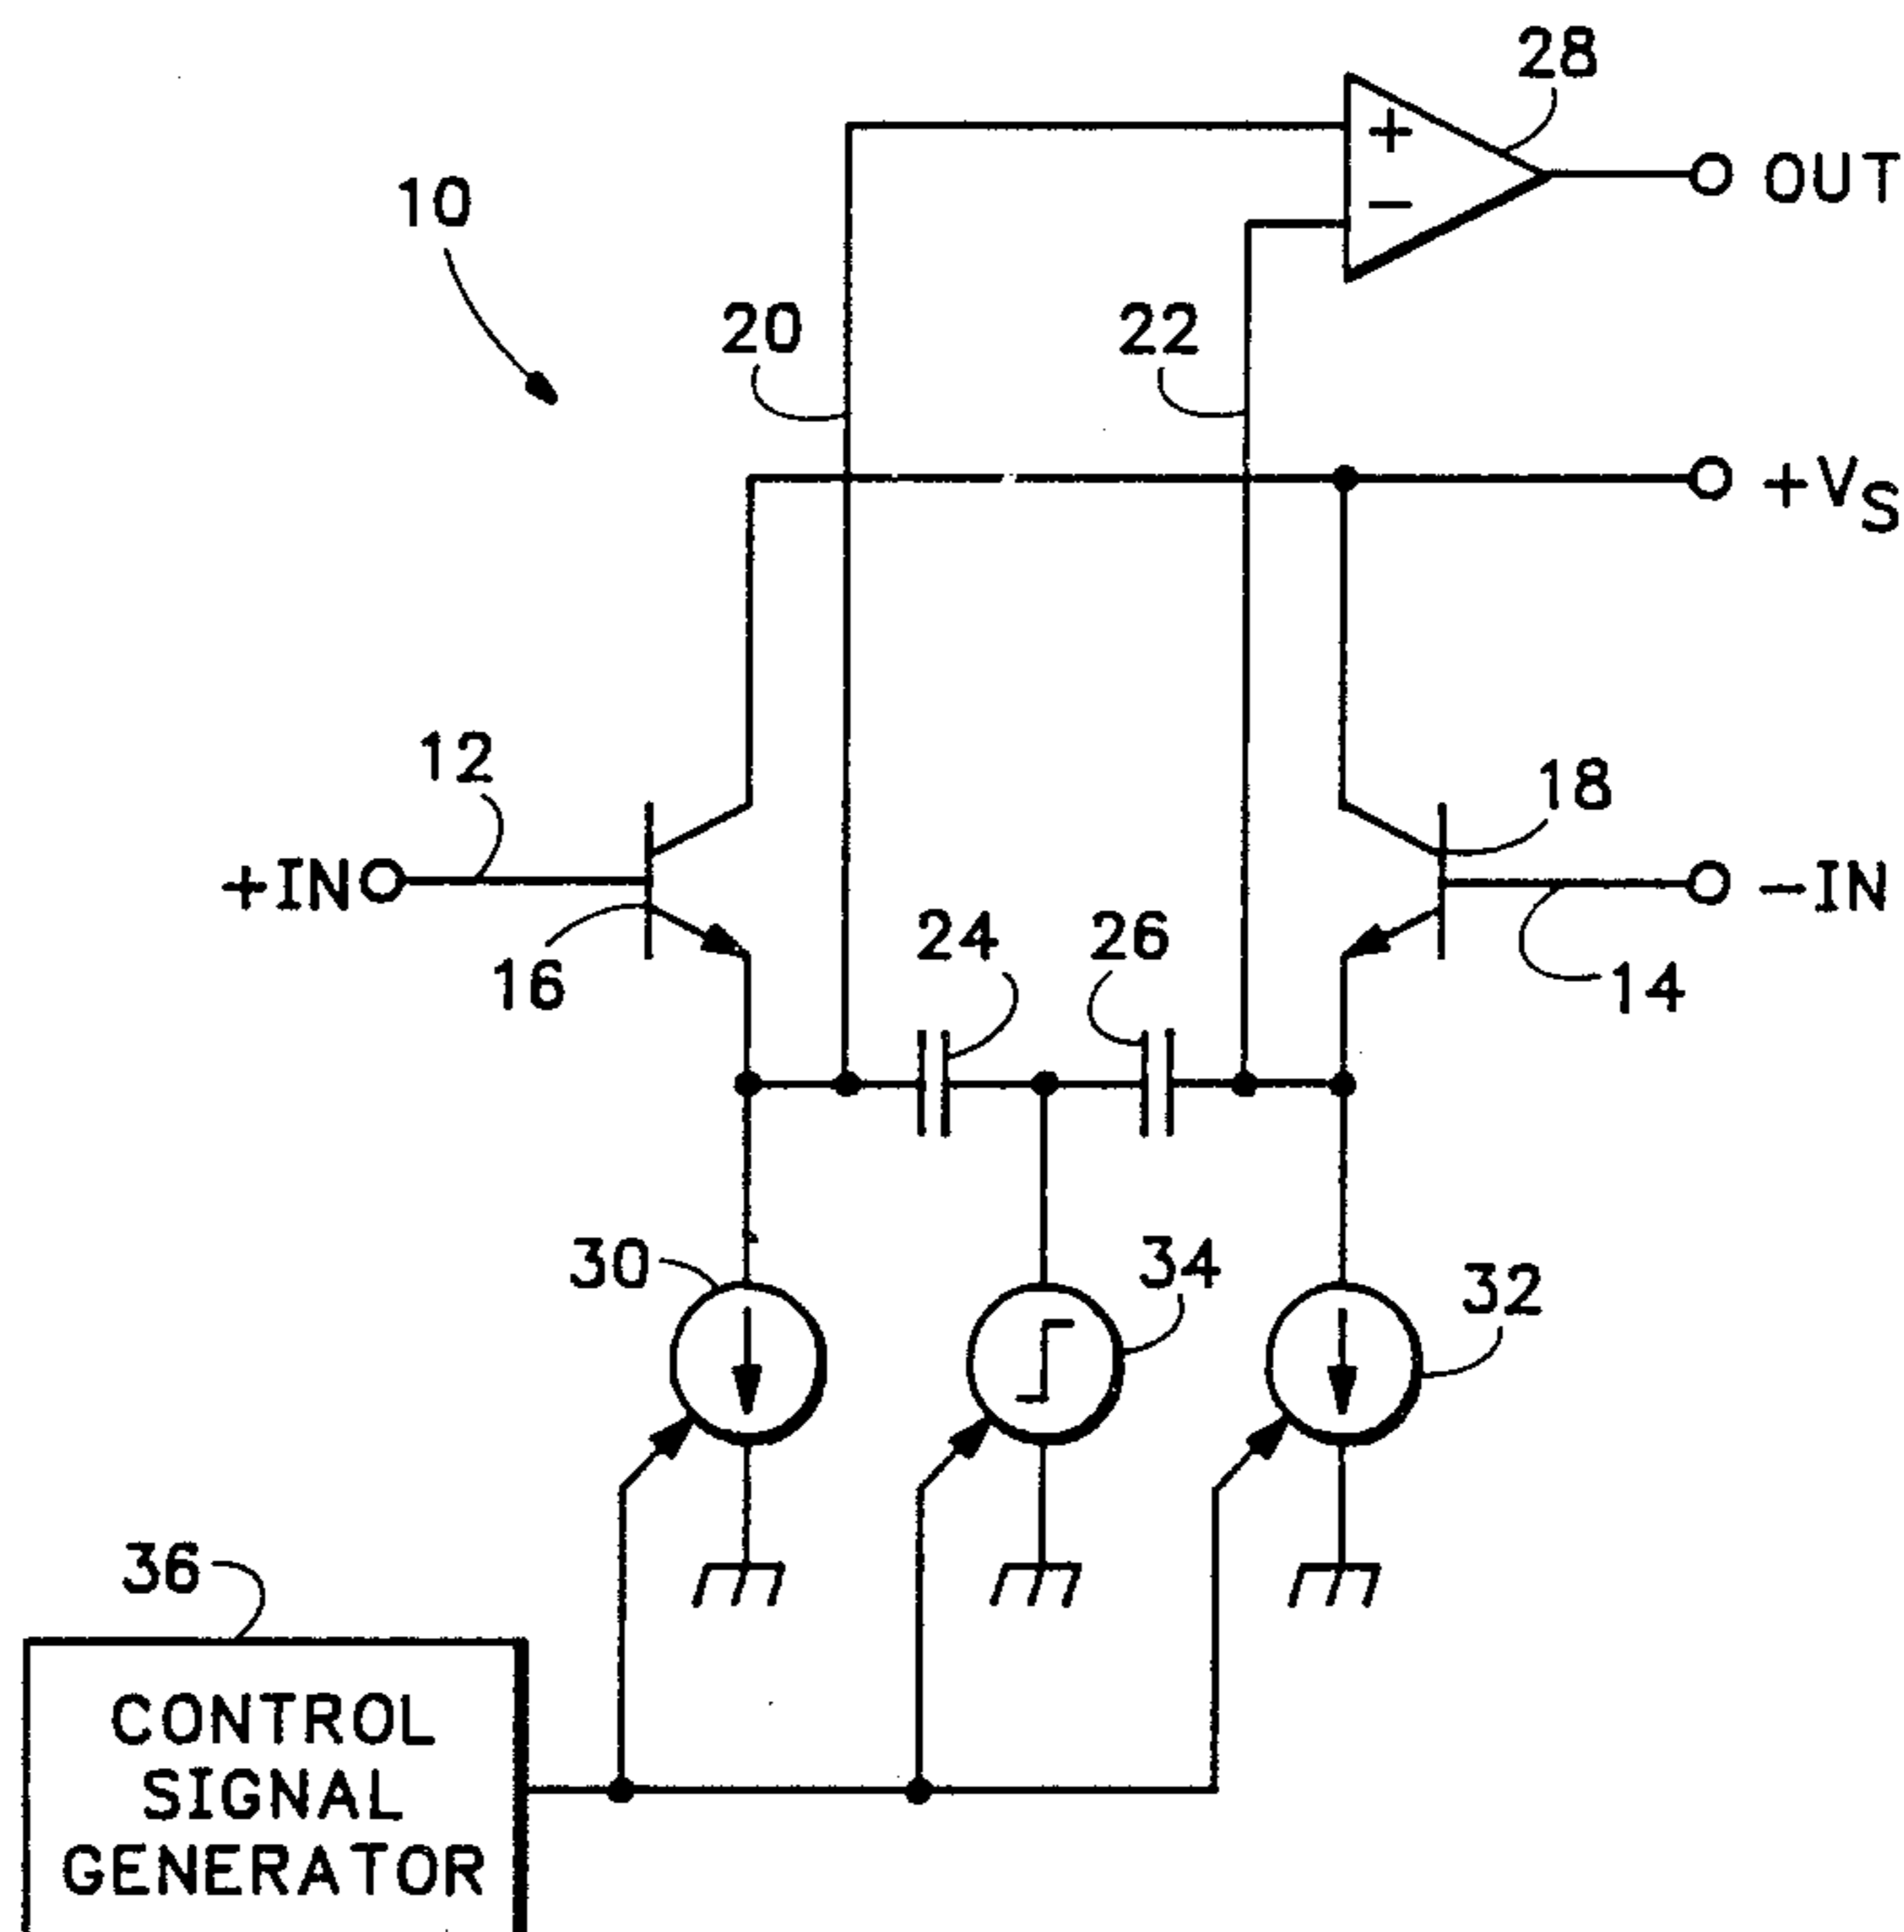 28
+
−
OUT
10
20
22
+VS
12
18
+IN
−IN
16
24
26
14
30
34
32
36
CONTROL
SIGNAL
GENERATOR